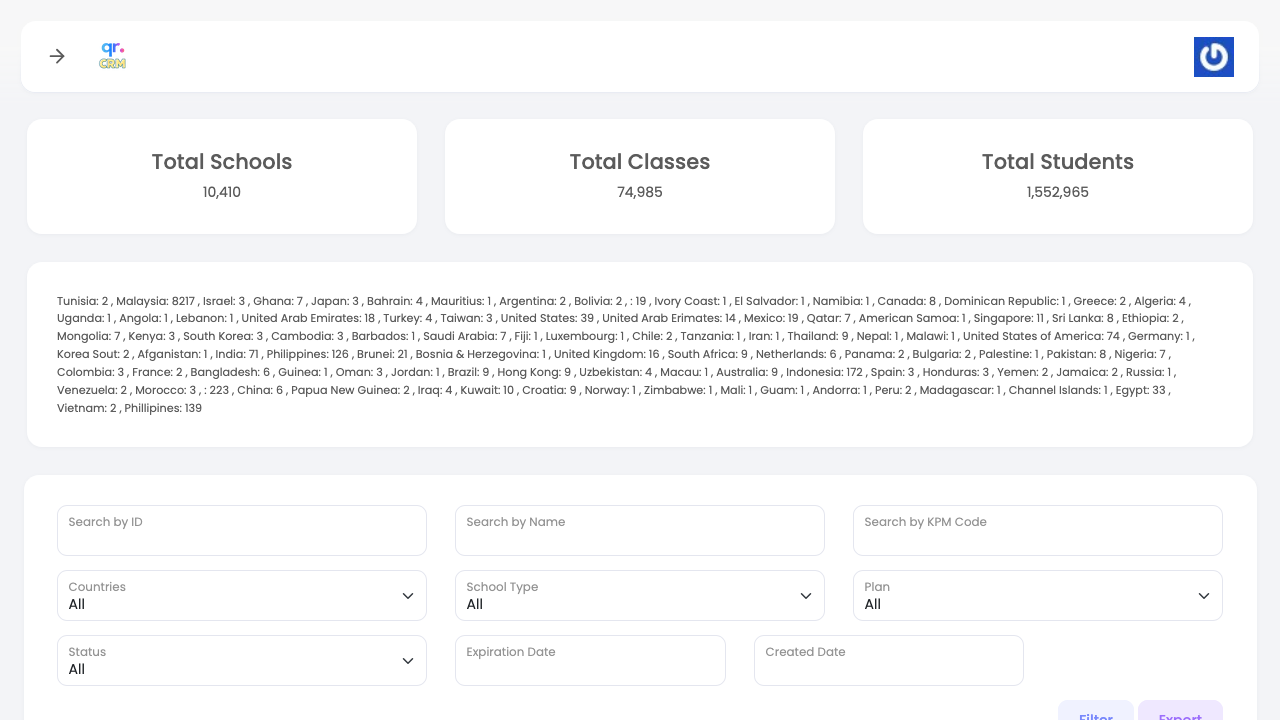 qr.
CRM
Total Schools
10,410
Total Classes
74,985
Total Students
1,552,965
Tunisia: 2 , Malaysia: 8217 , Israel: 3 , Ghana: 7 , Japan: 3 , Bahrain: 4 , Mauritius: 1 , Argentina: 2 , Bolivia: 2 , : 19 , Ivory Coast: 1 , El Salvador: 1 , Namibia: 1 , Canada: 8 , Dominican Republic: 1 , Greece: 2 , Algeria: 4 ,
Uganda: 1 , Angola: 1 , Lebanon: 1 , United Arab Emirates: 18 , Turkey: 4 , Taiwan: 3 , United States: 39 , United Arab Erimates: 14 , Mexico: 19 , Qatar: 7 , American Samoa: 1 , Singapore: 11 , Sri Lanka: 8 , Ethiopia: 2 ,
Mongolia: 7 , Kenya: 3 , South Korea: 3 , Cambodia: 3 , Barbados: 1 , Saudi Arabia: 7 , Fiji: 1 , Luxembourg: 1 , Chile: 2 , Tanzania: 1 , Iran: 1 , Thailand: 9 , Nepal: 1 , Malawi: 1 , United States of America: 74 , Germany: 1 ,
Korea Sout: 2 , Afganistan: 1 , India: 71 , Philippines: 126 , Brunei: 21 , Bosnia & Herzegovina: 1 , United Kingdom: 16 , South Africa: 9 , Netherlands: 6 , Panama: 2 , Bulgaria: 2 , Palestine: 1 , Pakistan: 8 , Nigeria: 7 ,
Colombia: 3 , France: 2 , Bangladesh: 6 , Guinea: 1 , Oman: 3 , Jordan: 1 , Brazil: 9 , Hong Kong: 9 , Uzbekistan: 4 , Macau: 1 , Australia: 9 , Indonesia: 172 , Spain: 3 , Honduras: 3 , Yemen: 2 , Jamaica: 2 , Russia: 1 ,
Venezuela: 2 , Morocco: 3 , : 223 , China: 6 , Papua New Guinea: 2 , Iraq: 4 , Kuwait: 10 , Croatia: 9 , Norway: 1 , Zimbabwe: 1 , Mali: 1 , Guam: 1 , Andorra: 1 , Peru: 2 , Madagascar: 1 , Channel Islands: 1 , Egypt: 33 ,
Vietnam: 2 , Phillipines: 139
Search by ID
Search by Name
Search by KPM Code
Countries
All
School Type
All
Plan
All
Status
All
Expiration Date
Created Date
Filter
Export